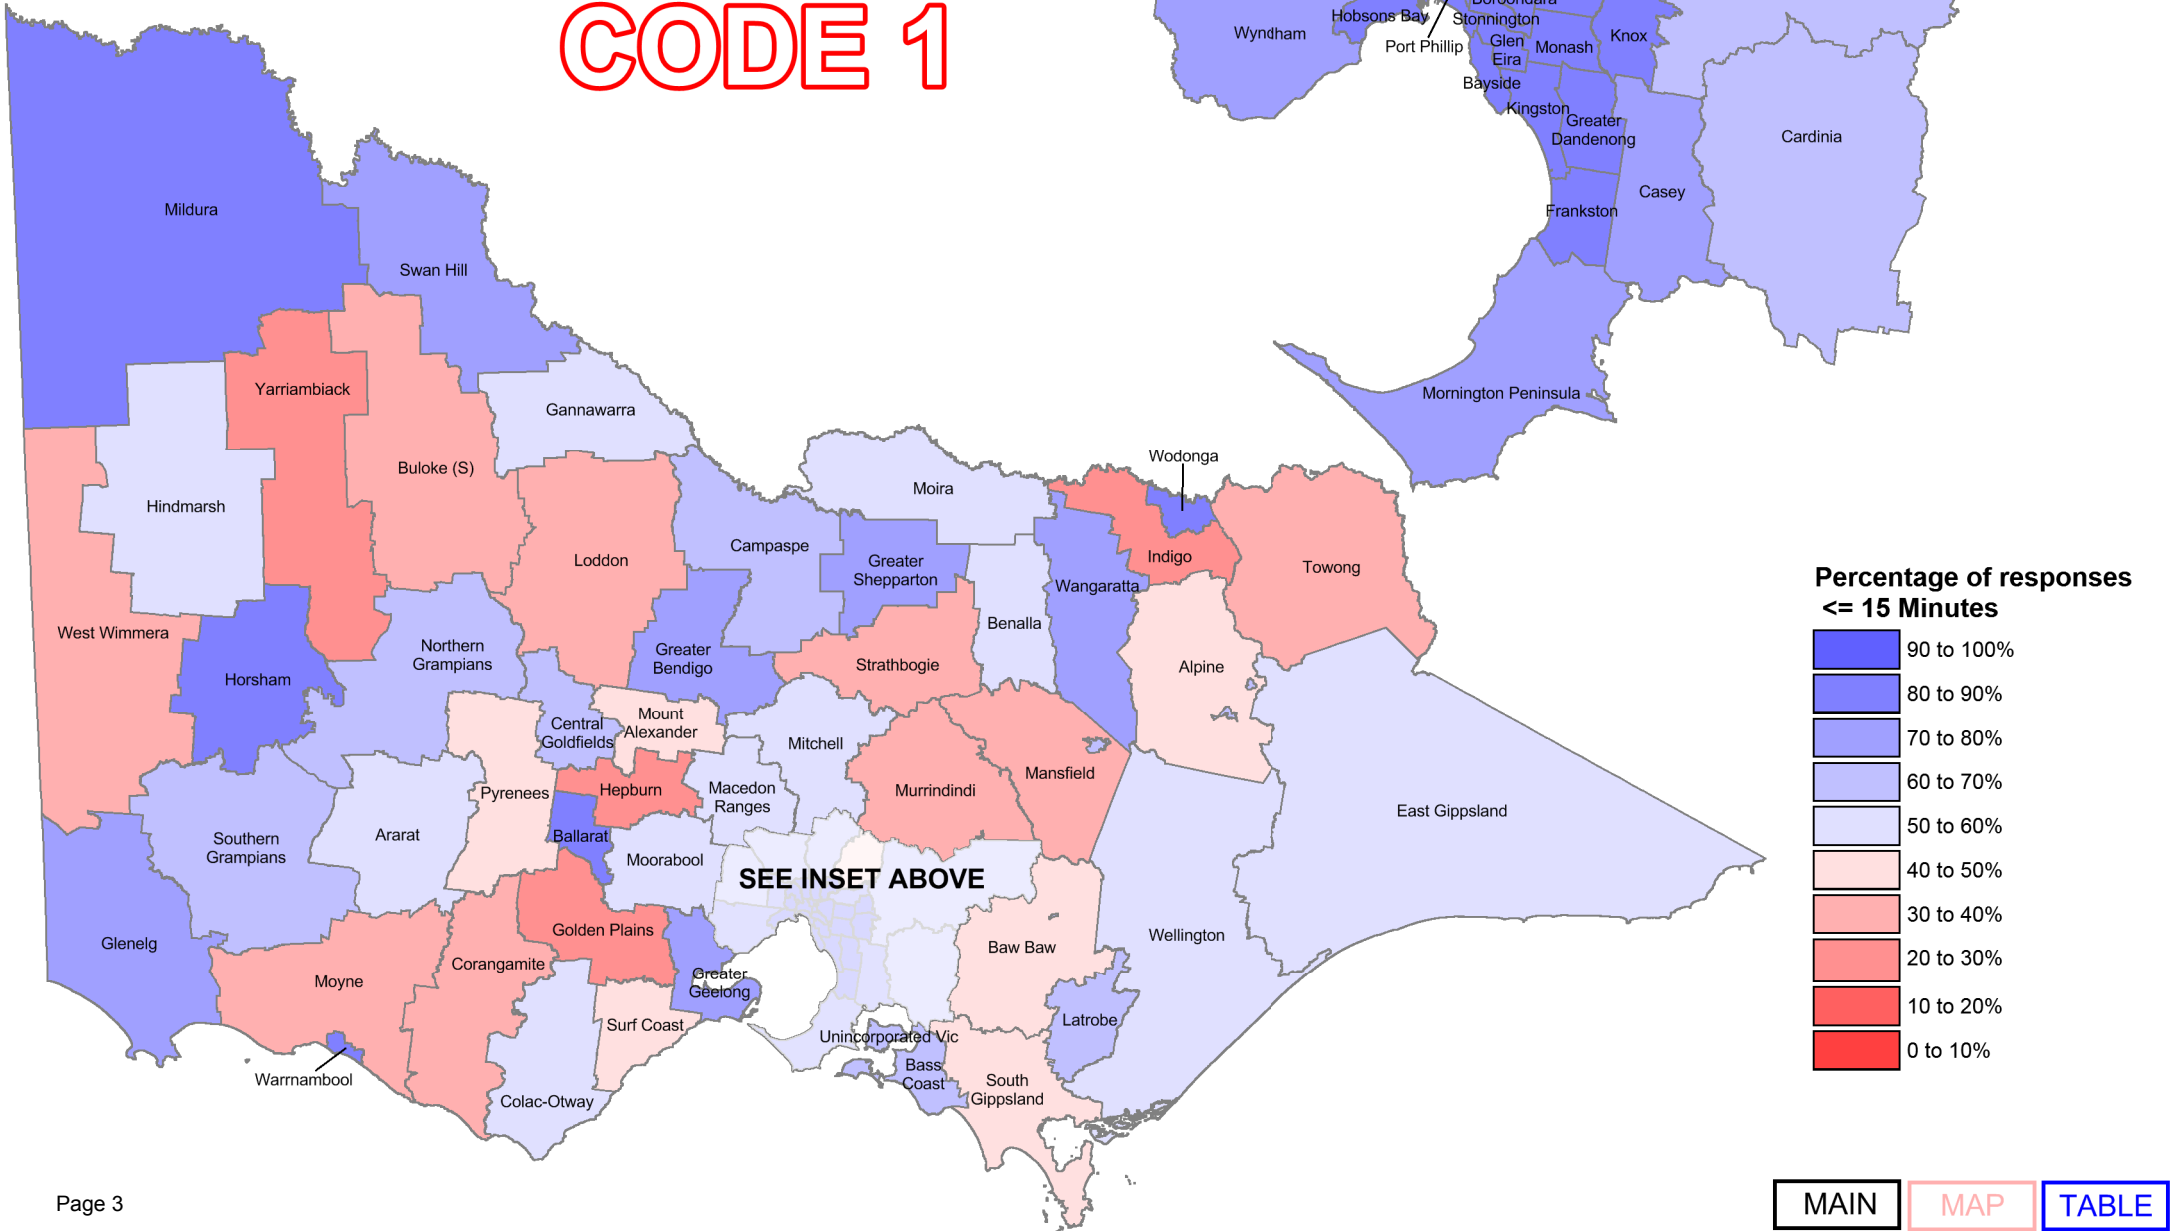 CODE 1
Boroondara
Hobsons Bay
Stonnington
Wyndham
Port Phillip
Glen
Eira
Monash
Knox
Bayside
Kingston
Greater
Dandenong
Cardinia
Casey
Frankston
Mornington Peninsula
Mildura
Swan Hill
Yarriambiack
Gannawarra
Buloke (S)
Hindmarsh
Wodonga
Moira
Loddon
Campaspe
Greater
Shepparton
Indigo
Towong
Wangaratta
West Wimmera
Benalla
Northern
Grampians
Greater
Bendigo
Strathbogie
Alpine
Horsham
Central
Goldfields
Mount
Alexander
Mitchell
Mansfield
Pyrenees
Hepburn
Macedon
Ranges
Murrindindi
East Gippsland
Southern
Grampians
Ararat
Ballarat
Moorabool
SEE INSET ABOVE
Glenelg
Golden Plains
Wellington
Baw Baw
Moyne
Corangamite
Greater
Geelong
Surf Coast
Latrobe
Unincorporated Vic
Warrnambool
Bass
Coast
South
Gippsland
Colac-Otway
Percentage of responses
<= 15 Minutes
90 to 100%
80 to 90%
70 to 80%
60 to 70%
50 to 60%
40 to 50%
30 to 40%
20 to 30%
10 to 20%
0 to 10%
Page 3
MAIN
MAP
TABLE